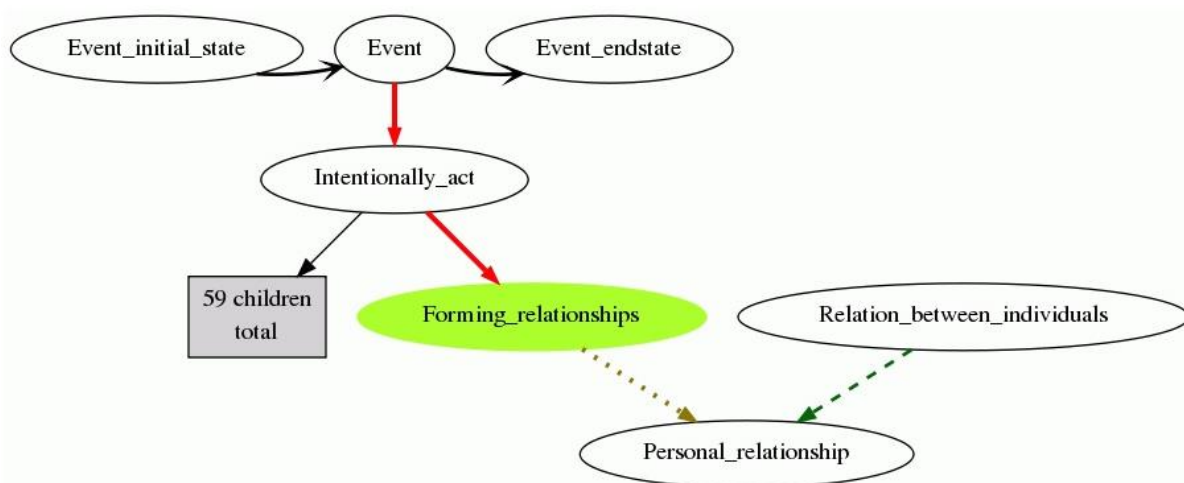 Event_initial_state
Event
Event_endstate
Intentionally_act
59 children
total
Forming_relationships
Relation_between_individuals
Personal_relationship